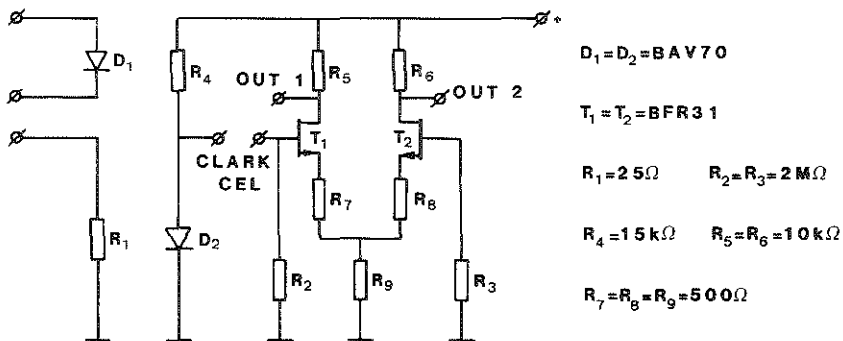 +
D₁
R₄
R₅
R₆
OUT 1
OUT 2
T₁
T₂
CLARK
CEL
R₇
R₈
R₁
D₂
R₂
R₉
R₃
D₁=D₂=BAV70
T₁=T₂=BFR31
R₁=25Ω R₂=R₃=2MΩ
R₄=15kΩ R₅=R₆=10kΩ
R₇=R₈=R₉=500Ω